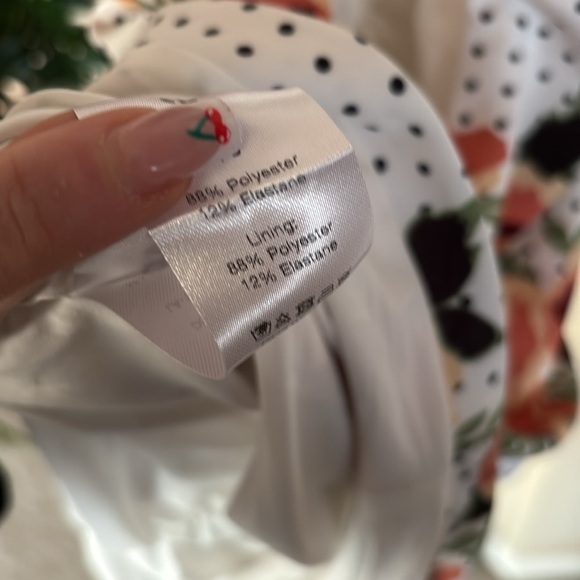 88% Polyester
12% Elastane
Lining:
88% Polyester
12% Elastane